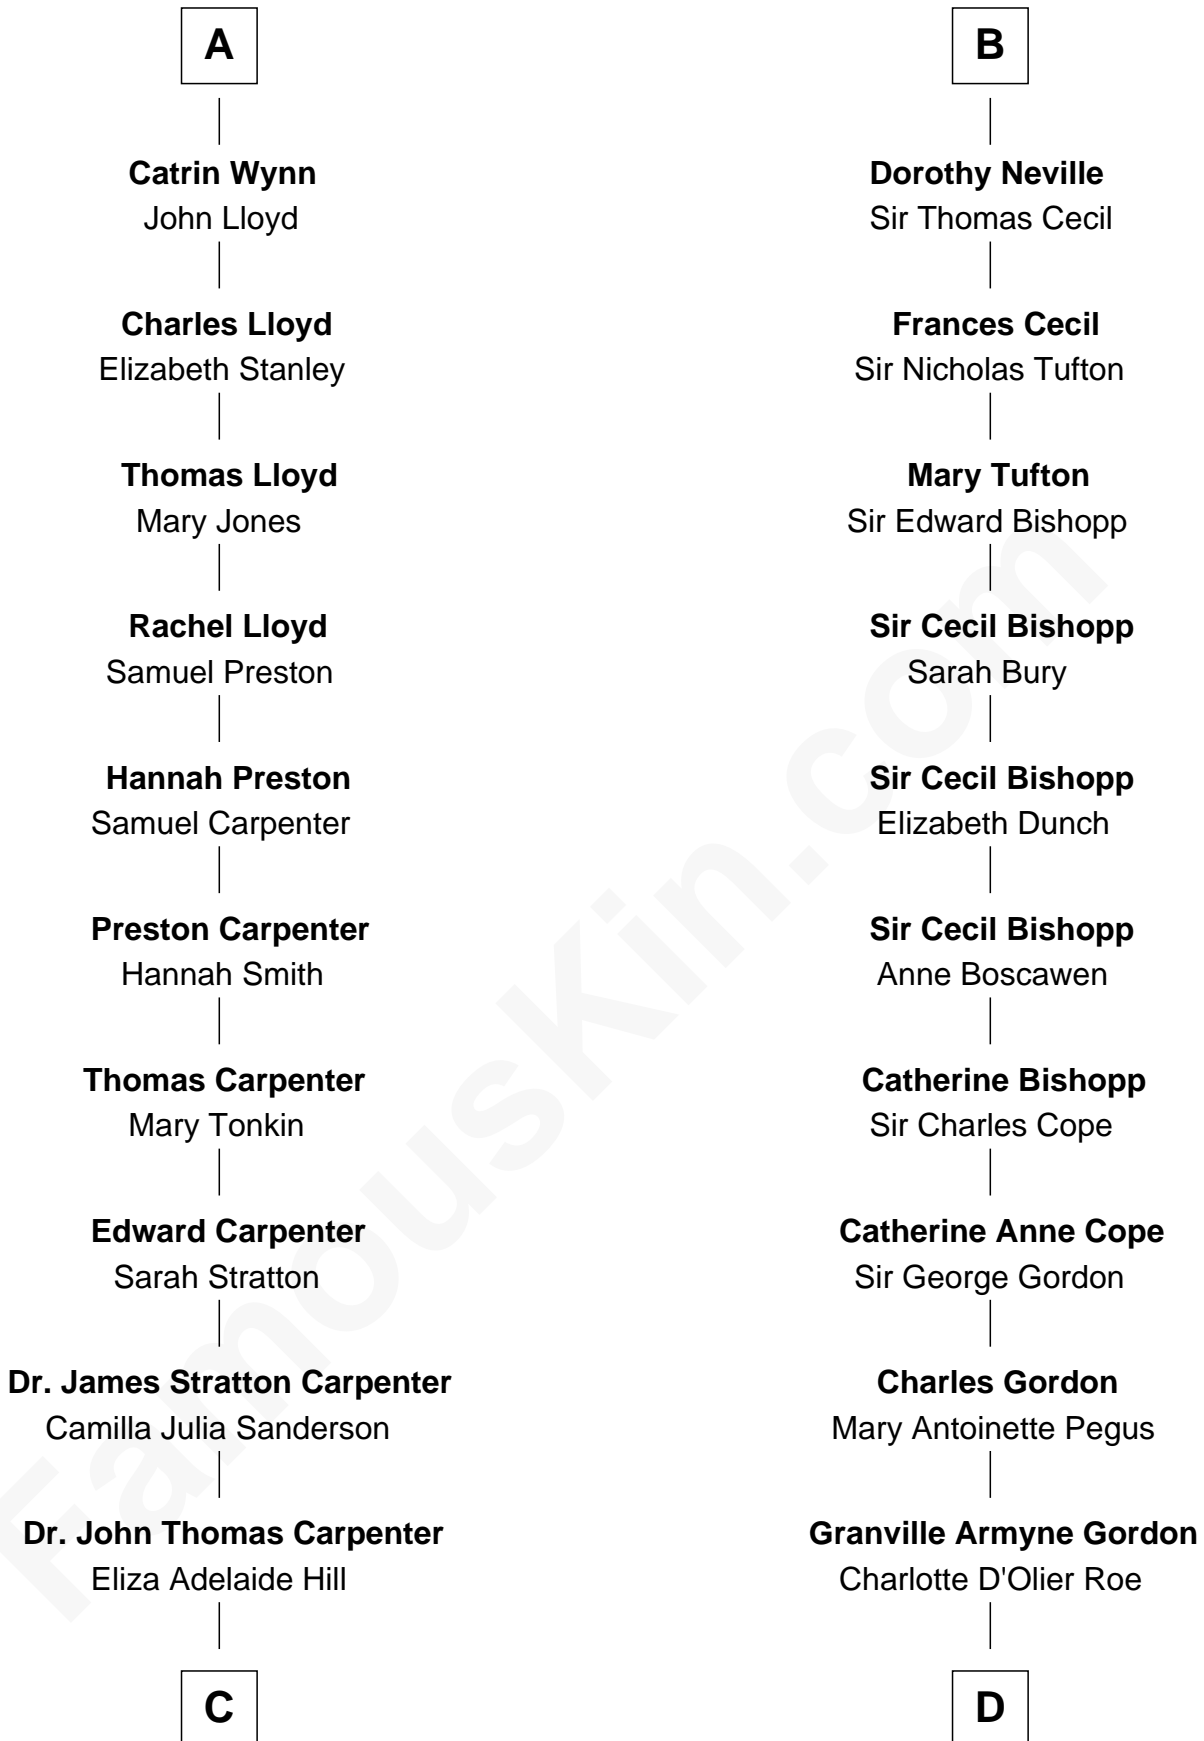 A
Catrin Wynn
John Lloyd
Charles Lloyd
Elizabeth Stanley
Thomas Lloyd
Mary Jones
Rachel Lloyd
Samuel Preston
Hannah Preston
Samuel Carpenter
Preston Carpenter
Hannah Smith
Thomas Carpenter
Mary Tonkin
Edward Carpenter
Sarah Stratton
Dr. James Stratton Carpenter
Camilla Julia Sanderson
Dr. John Thomas Carpenter
Eliza Adelaide Hill
C
B
Dorothy Neville
Sir Thomas Cecil
Frances Cecil
Sir Nicholas Tufton
Mary Tufton
Sir Edward Bishopp
Sir Cecil Bishopp
Sarah Bury
Sir Cecil Bishopp
Elizabeth Dunch
Sir Cecil Bishopp
Anne Boscawen
Catherine Bishopp
Sir Charles Cope
Catherine Anne Cope
Sir George Gordon
Charles Gordon
Mary Antoinette Pegus
Granville Armyne Gordon
Charlotte D'Olier Roe
D
FamousKin.com